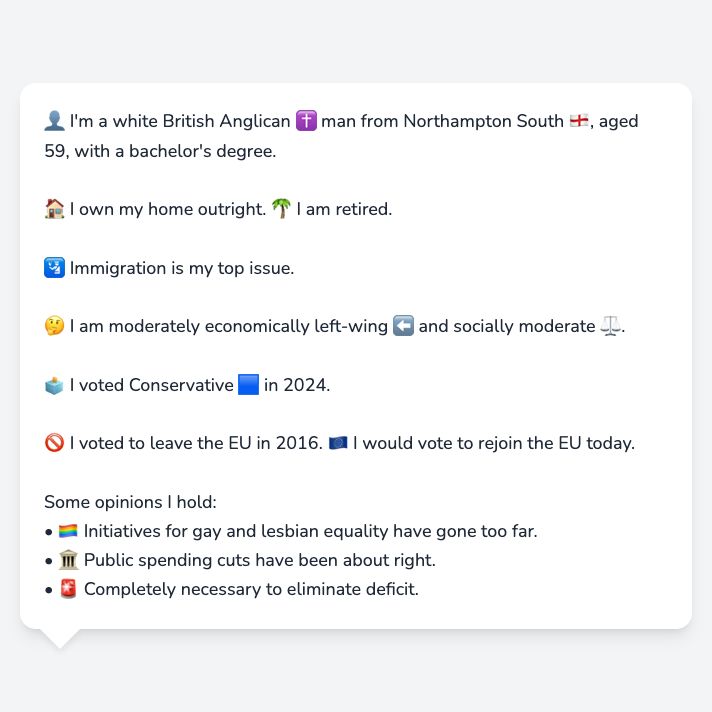 👤 I'm a white British Anglican ✝️ man from Northampton South 🏴󠁧󠁢󠁥󠁮󠁧󠁿, aged
59, with a bachelor's degree.
🏠 I own my home outright. 🌴 I am retired.
🛂 Immigration is my top issue.
🤔 I am moderately economically left-wing ⬅️ and socially moderate ⚖️.
🗳️ I voted Conservative 🟦 in 2024.
🚫 I voted to leave the EU in 2016. 🇪🇺 I would vote to rejoin the EU today.
Some opinions I hold:
• 🏳️‍🌈 Initiatives for gay and lesbian equality have gone too far.
• 🏛️ Public spending cuts have been about right.
• 🚨 Completely necessary to eliminate deficit.